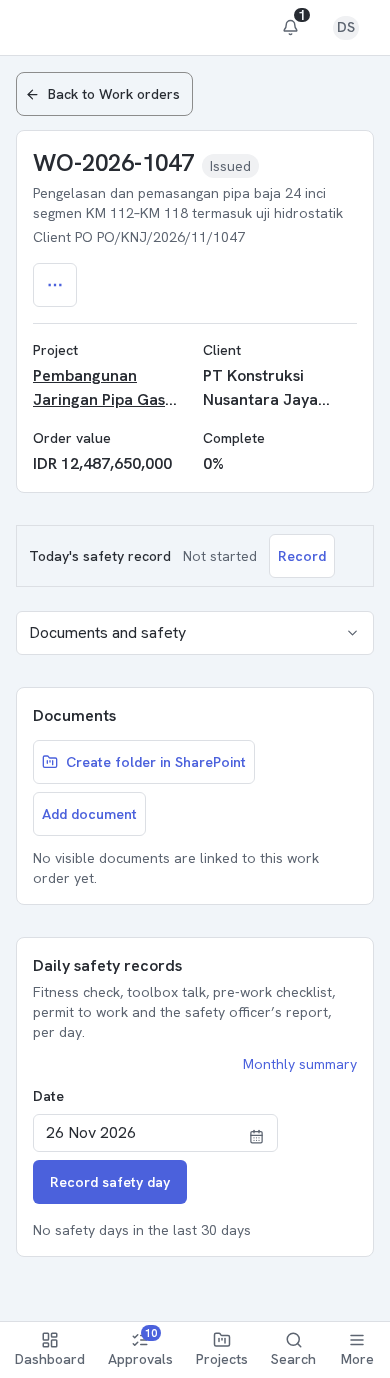 1
DS
Back to Work orders
WO-2026-1047 Issued
Pengelasan dan pemasangan pipa baja 24 inci
segmen KM 112–KM 118 termasuk uji hidrostatik
Client PO PO/KNJ/2026/11/1047
Project
Pembangunan
Jaringan Pipa Gas...
Client
PT Konstruksi
Nusantara Jaya...
Order value
IDR 12,487,650,000
Complete
0%
Today's safety record Not started Record
Documents and safety
Documents
Create folder in SharePoint
Add document
No visible documents are linked to this work
order yet.
Daily safety records
Fitness check, toolbox talk, pre-work checklist,
permit to work and the safety officer’s report,
per day.
Monthly summary
Date
26 Nov 2026
Record safety day
No safety days in the last 30 days
10
Dashboard Approvals Projects Search More